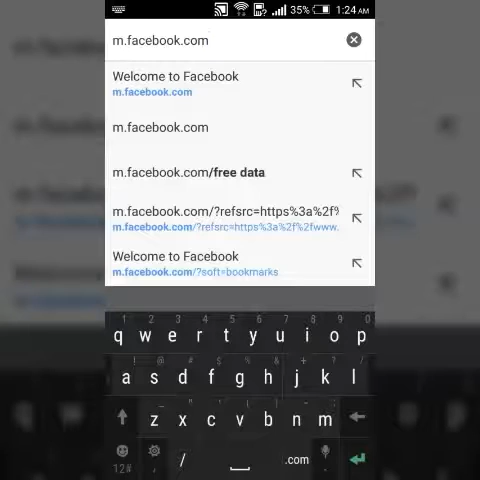 35% 1:24 AM
m.facebook.com
Welcome to Facebook
m.facebook.com
m.facebook.com
m.facebook.com/free data
m.facebook.com/?refsrc=https%3a%2f%
m.facebook.com/?refsrc=https%3a%2f%2fwww.
Welcome to Facebook
m.facebook.com/?soft=bookmarks
1 2 3 4 5 6 7 8 9 0
q w e r t y u i o p
a s d f g h j k l
z x c v b n m
12# , / .com .